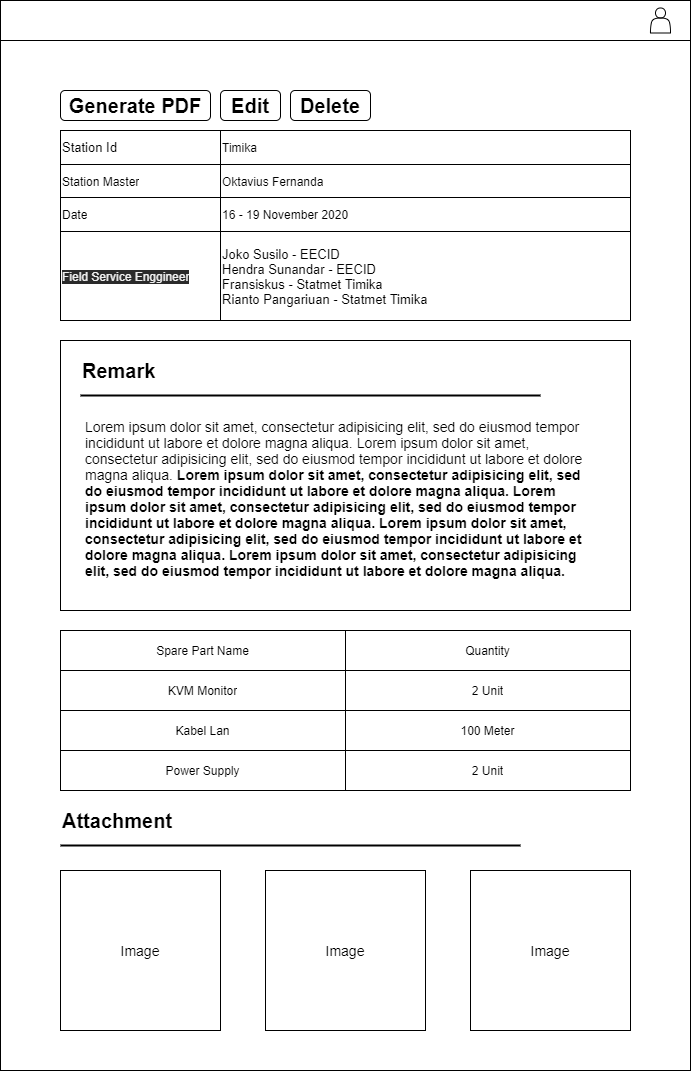 Generate PDF Edit Delete
Station Id Timika
Station Master Oktavius Fernanda
Date 16 - 19 November 2020
Field Service Enggineer
Joko Susilo - EECID
Hendra Sunandar - EECID
Fransiskus - Statmet Timika
Rianto Pangariuan - Statmet Timika
Remark
Lorem ipsum dolor sit amet, consectetur adipisicing elit, sed do eiusmod tempor
incididunt ut labore et dolore magna aliqua. Lorem ipsum dolor sit amet,
consectetur adipisicing elit, sed do eiusmod tempor incididunt ut labore et dolore
magna aliqua. Lorem ipsum dolor sit amet, consectetur adipisicing elit, sed
do eiusmod tempor incididunt ut labore et dolore magna aliqua. Lorem
ipsum dolor sit amet, consectetur adipisicing elit, sed do eiusmod tempor
incididunt ut labore et dolore magna aliqua. Lorem ipsum dolor sit amet,
consectetur adipisicing elit, sed do eiusmod tempor incididunt ut labore et
dolore magna aliqua. Lorem ipsum dolor sit amet, consectetur adipisicing
elit, sed do eiusmod tempor incididunt ut labore et dolore magna aliqua.
Spare Part Name Quantity
KVM Monitor 2 Unit
Kabel Lan 100 Meter
Power Supply 2 Unit
Attachment
Image Image Image